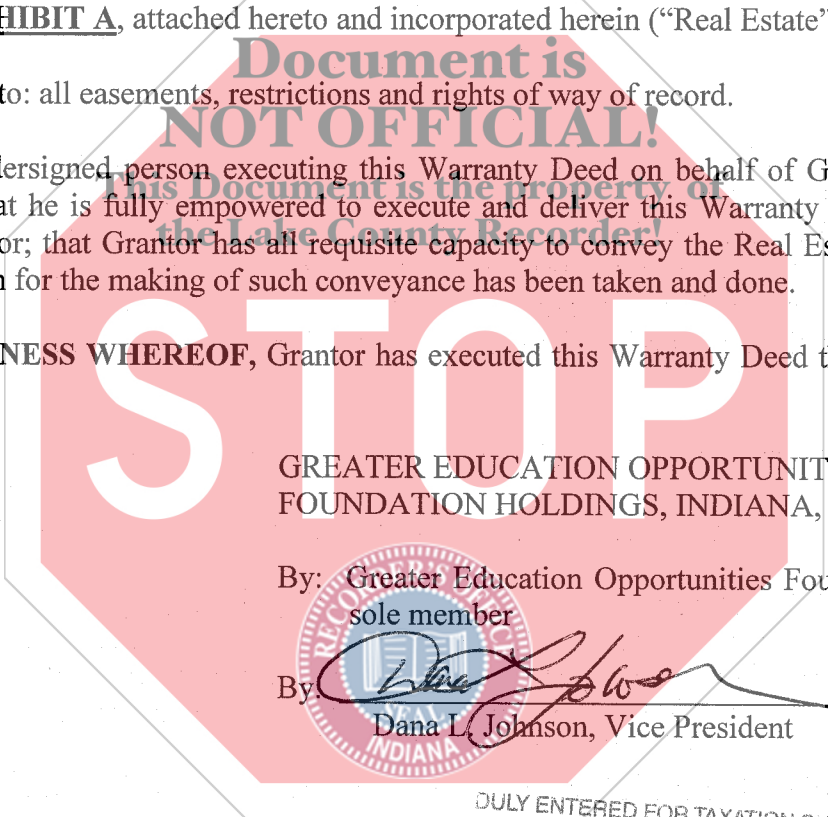 HIBIT A, attached hereto and incorporated herein (“Real Estate”
Document is
to: all easements, restrictions and rights of way of record.
NOT OFFICIAL!
ersigned person executing this Warranty Deed on behalf of G
This Document is the property of
at he is fully empowered to execute and deliver this Warranty
the Lake County Recorder!
or; that Grantor has all requisite capacity to convey the Real Es
n for the making of such conveyance has been taken and done.
STOP
NESS WHEREOF, Grantor has executed this Warranty Deed t
GREATER EDUCATION OPPORTUNIT
FOUNDATION HOLDINGS, INDIANA,
By: Greater Education Opportunities Fou
sole member
RECORDER'S OFFICE
By:
SEAL
Dana L. Johnson, Vice President
INDIANA
DULY ENTERED FOR TAXATION